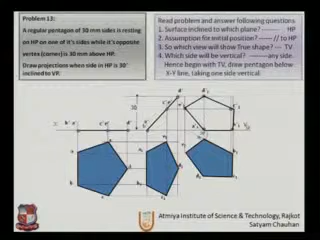 Problem 13:
A regular pentagon of 30 mm sides is resting
on HP on one of it's sides while it's opposite
vertex (corner) is 30 mm above HP.
Draw projections when side in HP is 30°
inclined to VP.
Read problem and answer following questions
1. Surface inclined to which plane? ------- HP
2. Assumption for initial position? ------ // to HP
3. So which view will show True shape? --- TV
4. Which side will be vertical? --------any side.
Hence begin with TV, draw pentagon below
X-Y line, taking one side vertical.
30
Atmiya Institute of Science & Technology, Rajkot
Satyam Chauhan